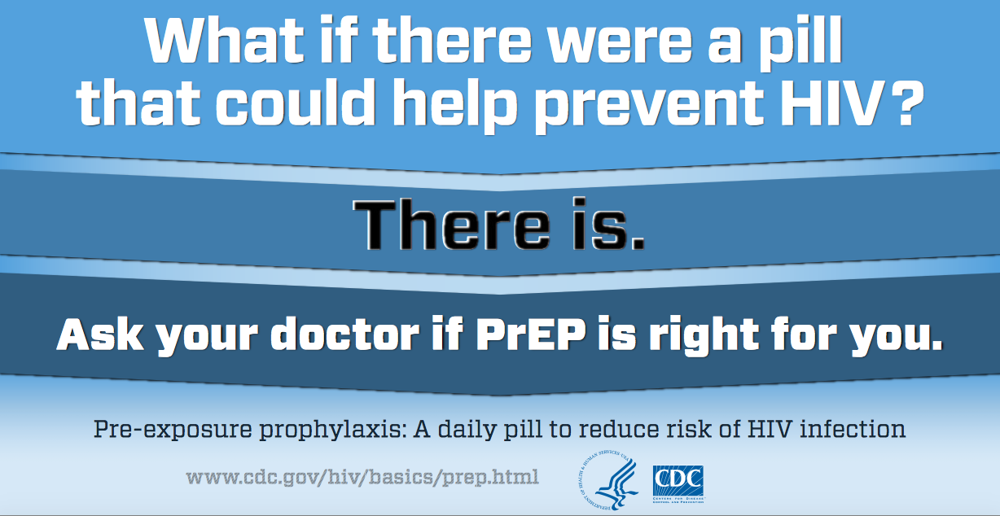 What if there were a pill
that could help prevent HIV?
There is.
Ask your doctor if PrEP is right for you.
Pre-exposure prophylaxis: A daily pill to reduce risk of HIV infection
www.cdc.gov/hiv/basics/prep.html
DEPARTMENT OF HEALTH & HUMAN SERVICES · USA
CDC
CENTERS FOR DISEASE
CONTROL AND PREVENTION